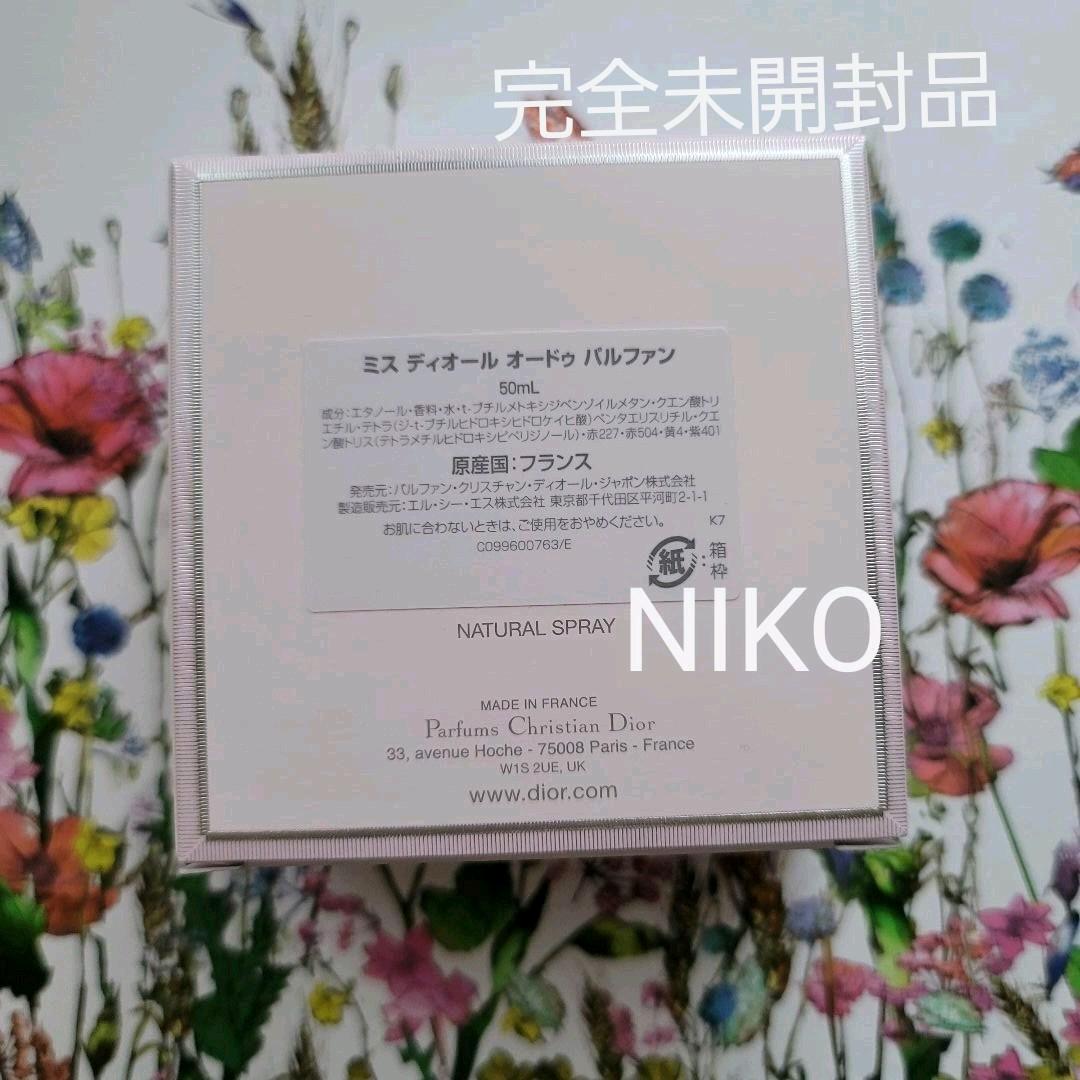 完全未開封品
ミス ディオール オードゥ パルファン
50mL
成分:エタノール・香料・水・t-ブチルメトキシジベンゾイルメタン・クエン酸トリ
エチル・テトラ(ジ-t-ブチルヒドロキシヒドロケイヒ酸)ペンタエリスリチル・クエ
ン酸トリス(テトラメチルヒドロキシピペリジノール)・赤227・赤504・黄4・紫401
原産国:フランス
発売元:パルファン・クリスチャン・ディオール・ジャポン株式会社
製造販売元:エル・シー・エス株式会社 東京都千代田区平河町2-1-1
お肌に合わないときは、ご使用をおやめください。 K7
C099600763/E
紙:箱
枠
NIKO
NATURAL SPRAY
MADE IN FRANCE
Parfums Christian Dior
33, avenue Hoche - 75008 Paris - France
W1S 2UE, UK
www.dior.com